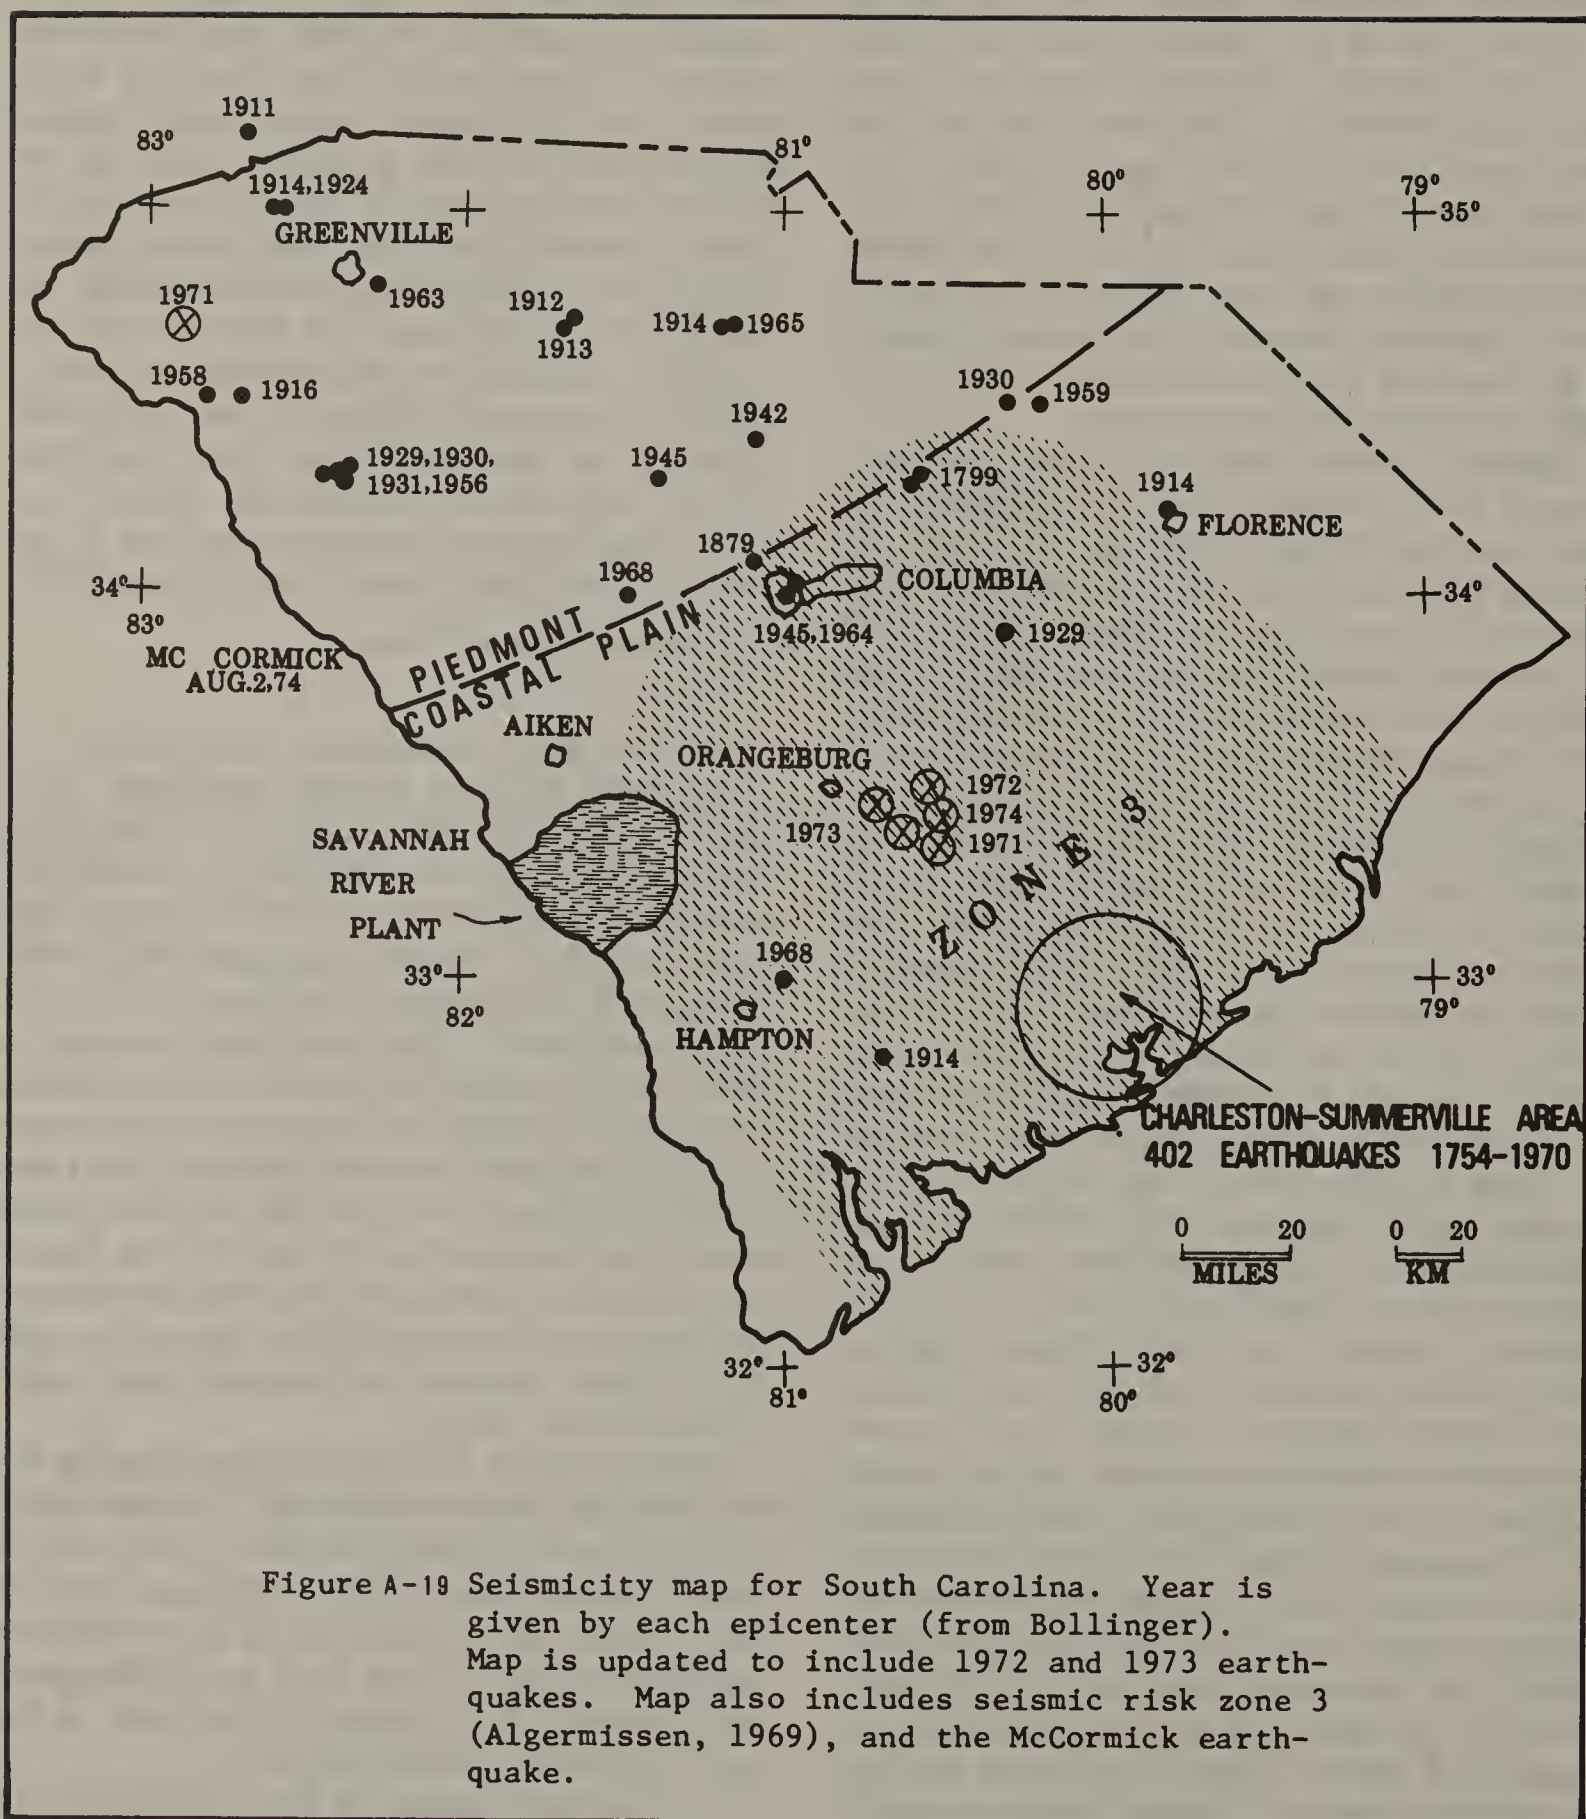 1911
83°
81°
80°
79°
35°
1914,1924
GREENVILLE
1963
1971
1912
1913
1914
1965
1958
1916
1930
1959
1942
1929,1930,
1931,1956
1945
1799
1914
FLORENCE
1879
COLUMBIA
1968
34°
83°
34°
1945,1964
1929
MC CORMICK
AUG.2,74
PIEDMONT
COASTAL PLAIN
AIKEN
ORANGEBURG
1972
1974
1973
1971
ZONE 3
SAVANNAH
RIVER
PLANT
33°
82°
1968
33°
79°
HAMPTON
1914
CHARLESTON-SUMMERVILLE AREA
402 EARTHQUAKES 1754-1970
0 20
MILES
0 20
KM
32°
81°
32°
80°
Figure A-19 Seismicity map for South Carolina. Year is
given by each epicenter (from Bollinger).
Map is updated to include 1972 and 1973 earth-
quakes. Map also includes seismic risk zone 3
(Algermissen, 1969), and the McCormick earth-
quake.